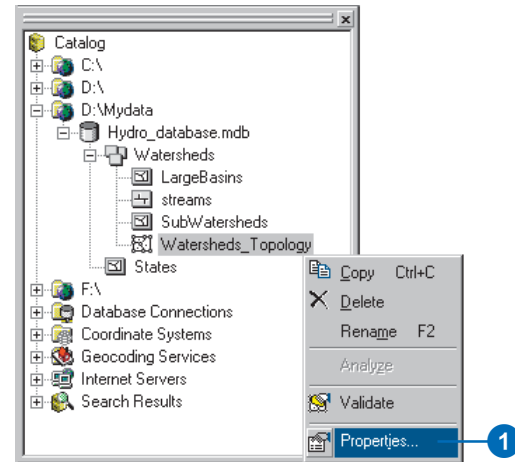 Catalog
C:\
D:\
D:\Mydata
Hydro_database.mdb
Watersheds
LargeBasins
streams
SubWatersheds
Watersheds_Topology
States
F:\
Database Connections
Coordinate Systems
Geocoding Services
Internet Servers
Search Results
Copy Ctrl+C
Delete
Rename F2
Analyze
Validate
Properties...
1